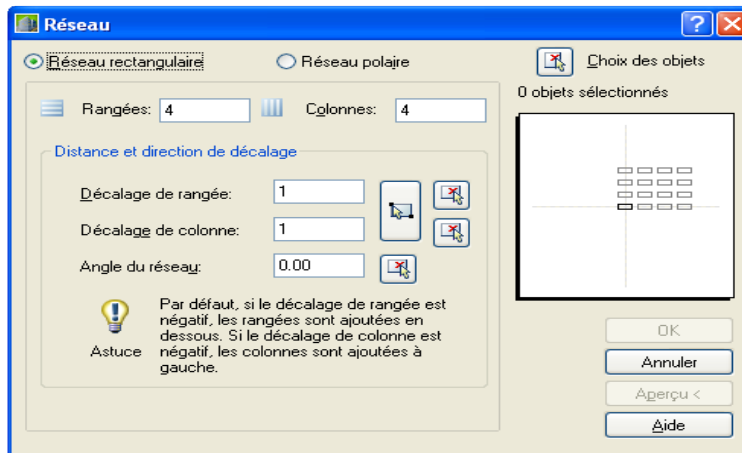 Réseau
Réseau rectangulaire
Réseau polaire
Choix des objets
0 objets sélectionnés
Rangées: 4
Colonnes: 4
Distance et direction de décalage
Décalage de rangée: 1
Décalage de colonne: 1
Angle du réseau: 0.00
Astuce
Par défaut, si le décalage de rangée est
négatif, les rangées sont ajoutées en
dessous. Si le décalage de colonne est
négatif, les colonnes sont ajoutées à
gauche.
OK
Annuler
Aperçu <
Aide